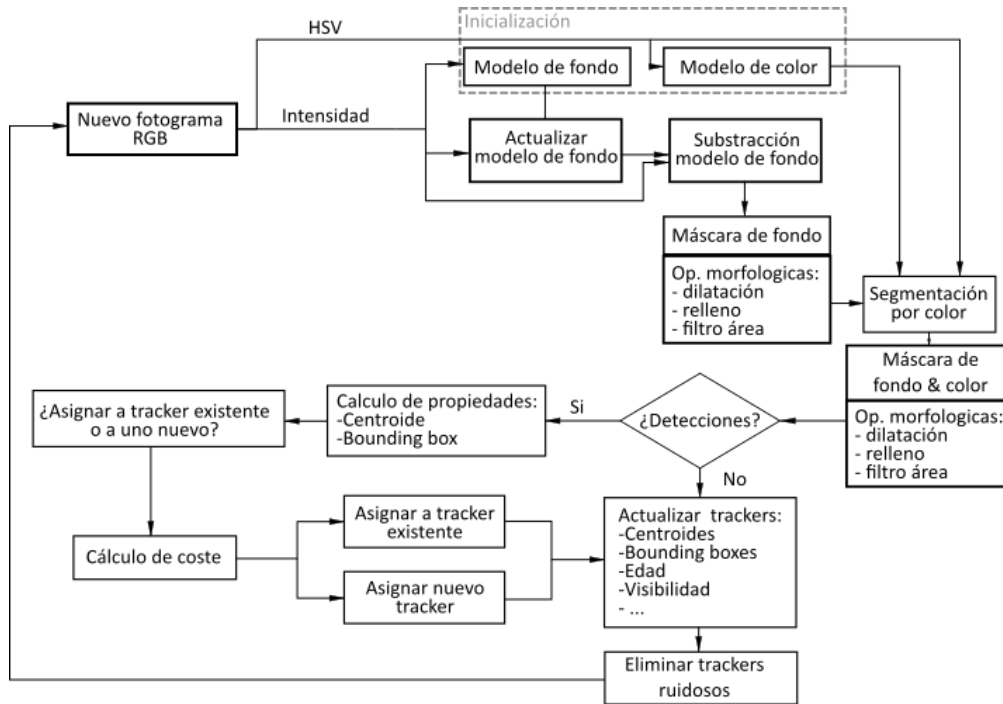 HSV
Inicialización
Modelo de fondo
Modelo de color
Nuevo fotograma
RGB
Intensidad
Actualizar
modelo de fondo
Substracción
modelo de fondo
Máscara de fondo
Op. morfologicas:
- dilatación
- relleno
- filtro área
Segmentación
por color
Máscara de
fondo & color
Op. morfologicas:
- dilatación
- relleno
- filtro área
¿Detecciones?
Si
No
Calculo de propiedades:
-Centroide
-Bounding box
¿Asignar a tracker existente
o a uno nuevo?
Cálculo de coste
Asignar a tracker
existente
Asignar nuevo
tracker
Actualizar trackers:
-Centroides
-Bounding boxes
-Edad
-Visibilidad
- ...
Eliminar trackers
ruidosos